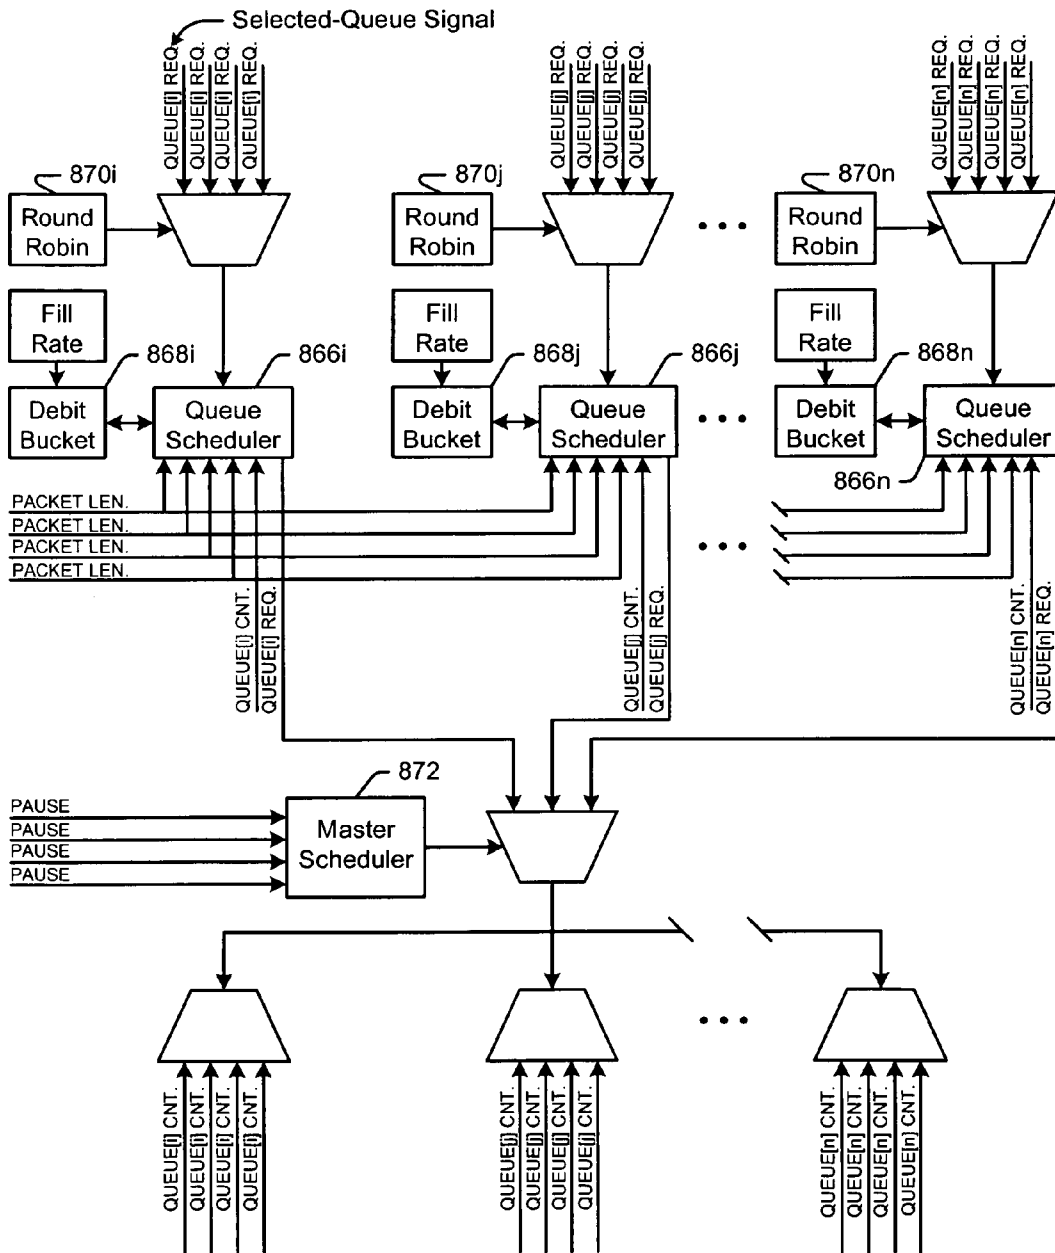 Selected-Queue Signal
QUEUE[i] REQ.
QUEUE[i] REQ.
QUEUE[i] REQ.
QUEUE[i] REQ.
QUEUE[j] REQ.
QUEUE[j] REQ.
QUEUE[j] REQ.
QUEUE[j] REQ.
QUEUE[n] REQ.
QUEUE[n] REQ.
QUEUE[n] REQ.
QUEUE[n] REQ.
870i
870j
870n
Round
Robin
Round
Robin
Round
Robin
Fill
Rate
Fill
Rate
Fill
Rate
868i
866i
868j
866j
868n
Debit
Bucket
Queue
Scheduler
Debit
Bucket
Queue
Scheduler
Debit
Bucket
Queue
Scheduler
866n
PACKET LEN.
PACKET LEN.
PACKET LEN.
PACKET LEN.
QUEUE[i] CNT.
QUEUE[i] REQ.
QUEUE[j] CNT.
QUEUE[j] REQ.
QUEUE[n] CNT.
QUEUE[n] REQ.
872
PAUSE
PAUSE
PAUSE
PAUSE
Master
Scheduler
QUEUE[i] CNT.
QUEUE[i] CNT.
QUEUE[i] CNT.
QUEUE[i] CNT.
QUEUE[j] CNT.
QUEUE[j] CNT.
QUEUE[j] CNT.
QUEUE[j] CNT.
QUEUE[n] CNT.
QUEUE[n] CNT.
QUEUE[n] CNT.
QUEUE[n] CNT.